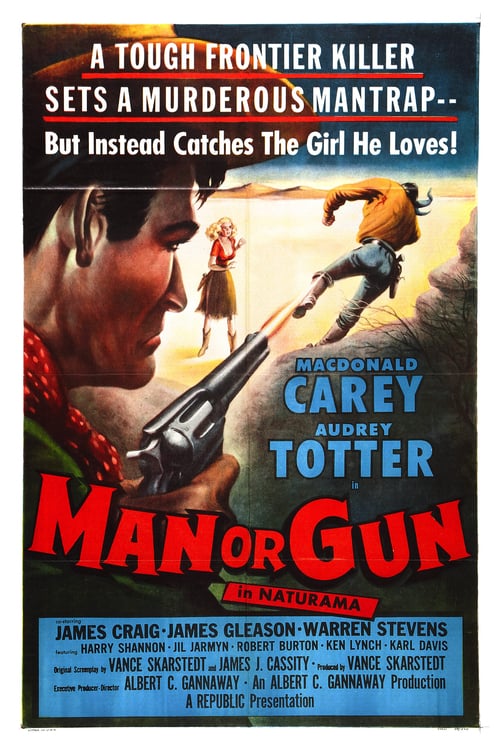 A TOUGH FRONTIER KILLER
SETS A MURDEROUS MANTRAP--
But Instead Catches The Girl He Loves!
MACDONALD
CAREY
AUDREY
TOTTER
in
MAN OR GUN
in NATURAMA
co-starring
JAMES CRAIG · JAMES GLEASON · WARREN STEVENS
featuring HARRY SHANNON · JIL JARMYN · ROBERT BURTON · KEN LYNCH · KARL DAVIS
Original Screenplay by VANCE SKARSTEDT and JAMES J. CASSITY · Produced by VANCE SKARSTEDT
Executive Producer-Director ALBERT C. GANNAWAY · An ALBERT C. GANNAWAY Production
A REPUBLIC Presentation